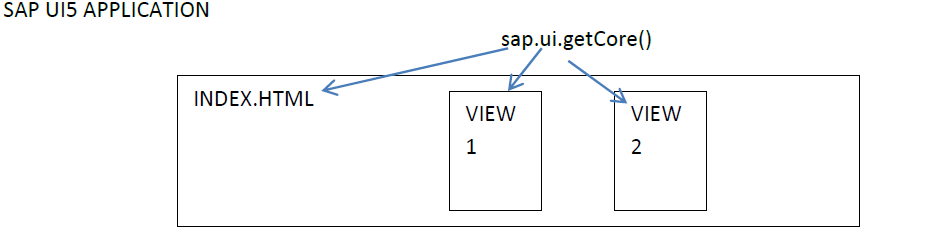 SAP UI5 APPLICATION
sap.ui.getCore()
INDEX.HTML
VIEW
1
VIEW
2